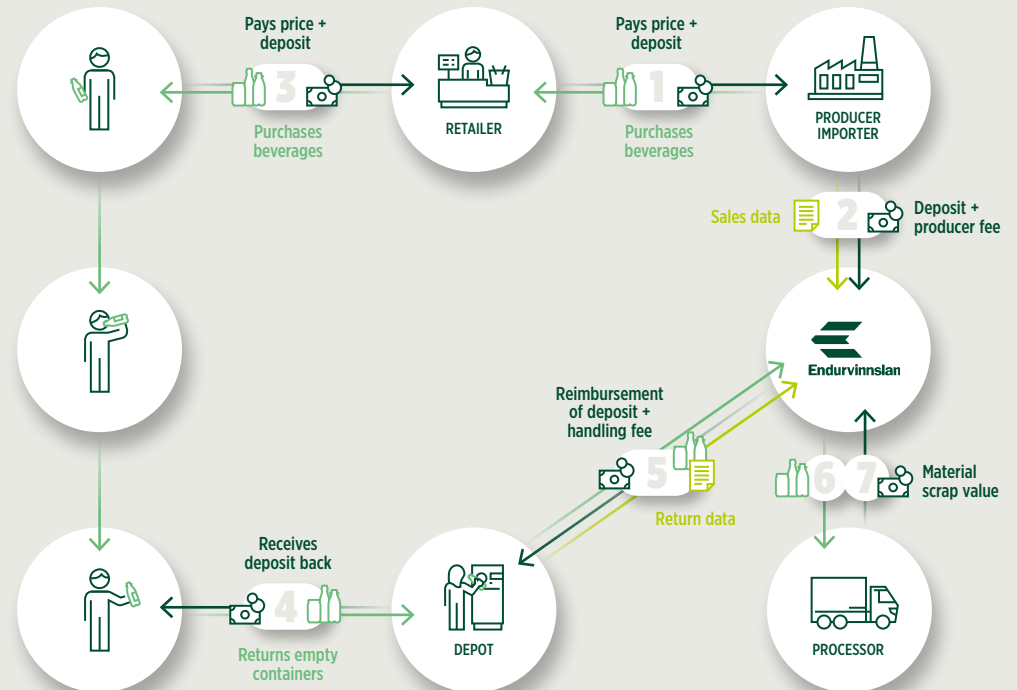 Pays price +
deposit
3
Purchases
beverages
RETAILER
Pays price +
deposit
1
Purchases
beverages
PRODUCER
IMPORTER
Sales data
2
Deposit +
producer fee
Endurvinnslan
Reimbursement
of deposit +
handling fee
5
Return data
6
7
Material
scrap value
Receives
deposit back
4
Returns empty
containers
DEPOT
PROCESSOR